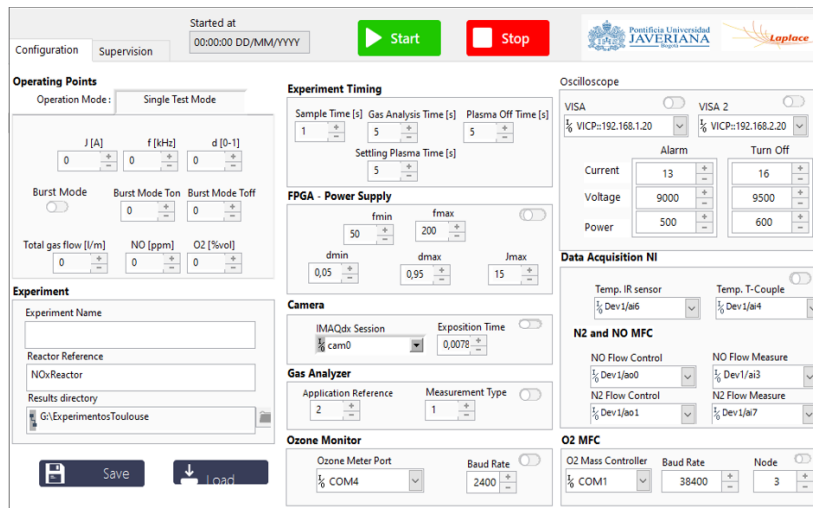 Started at
Configuration
Supervision
00:00:00 DD/MM/YYYY
Start
Stop
Pontificia Universidad
JAVERIANA
Bogotá
Laplace
Operating Points
Operation Mode :
Single Test Mode
J [A]
f [kHz]
d [0-1]
0
0
0
Burst Mode
Burst Mode Ton
Burst Mode Toff
0
0
Total gas flow [l/m]
NO [ppm]
O2 [%vol]
0
0
0
Experiment
Experiment Name
Reactor Reference
NOxReactor
Results directory
G:\ExperimentosToulouse
Save
Load
Experiment Timing
Sample Time [s]
Gas Analysis Time [s]
Plasma Off Time [s]
1
5
5
Settling Plasma Time [s]
5
FPGA - Power Supply
fmin
fmax
50
200
dmin
dmax
Jmax
0,05
0,95
15
Camera
IMAQdx Session
Exposition Time
cam0
0,0078
Gas Analyzer
Application Reference
Measurement Type
2
1
Ozone Monitor
Ozone Meter Port
Baud Rate
COM4
2400
Oscilloscope
VISA
VISA 2
VICP::192.168.1.20
VICP::192.168.2.20
Alarm
Turn Off
Current
13
16
Voltage
9000
9500
Power
500
600
Data Acquisition NI
Temp. IR sensor
Temp. T-Couple
Dev1/ai6
Dev1/ai4
N2 and NO MFC
NO Flow Control
NO Flow Measure
Dev1/ao0
Dev1/ai3
N2 Flow Control
N2 Flow Measure
Dev1/ao1
Dev1/ai7
O2 MFC
O2 Mass Controller
Baud Rate
Node
COM1
38400
3